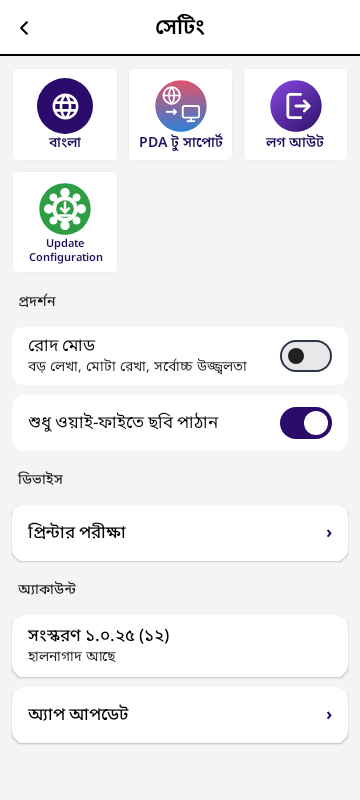 সেটিং
বাংলা
PDA টু সাপোর্ট
লগ আউট
Update
Configuration
প্রদর্শন
রোদ মোড
বড় লেখা, মোটা রেখা, সর্বোচ্চ উজ্জ্বলতা
শুধু ওয়াই-ফাইতে ছবি পাঠান
ডিভাইস
প্রিন্টার পরীক্ষা
অ্যাকাউন্ট
সংস্করণ ১.০.২৫ (১২)
হালনাগাদ আছে
অ্যাপ আপডেট